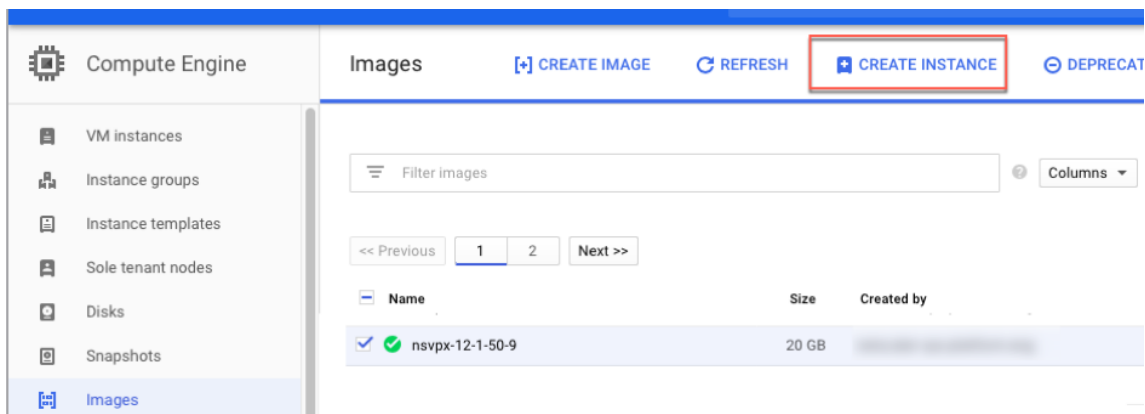 Compute Engine
Images
CREATE IMAGE
REFRESH
CREATE INSTANCE
DEPRECAT
VM instances
Instance groups
Instance templates
Sole tenant nodes
Disks
Snapshots
Images
Filter images
Columns
<< Previous 1 2 Next >>
Name Size Created by
nsvpx-12-1-50-9 20 GB